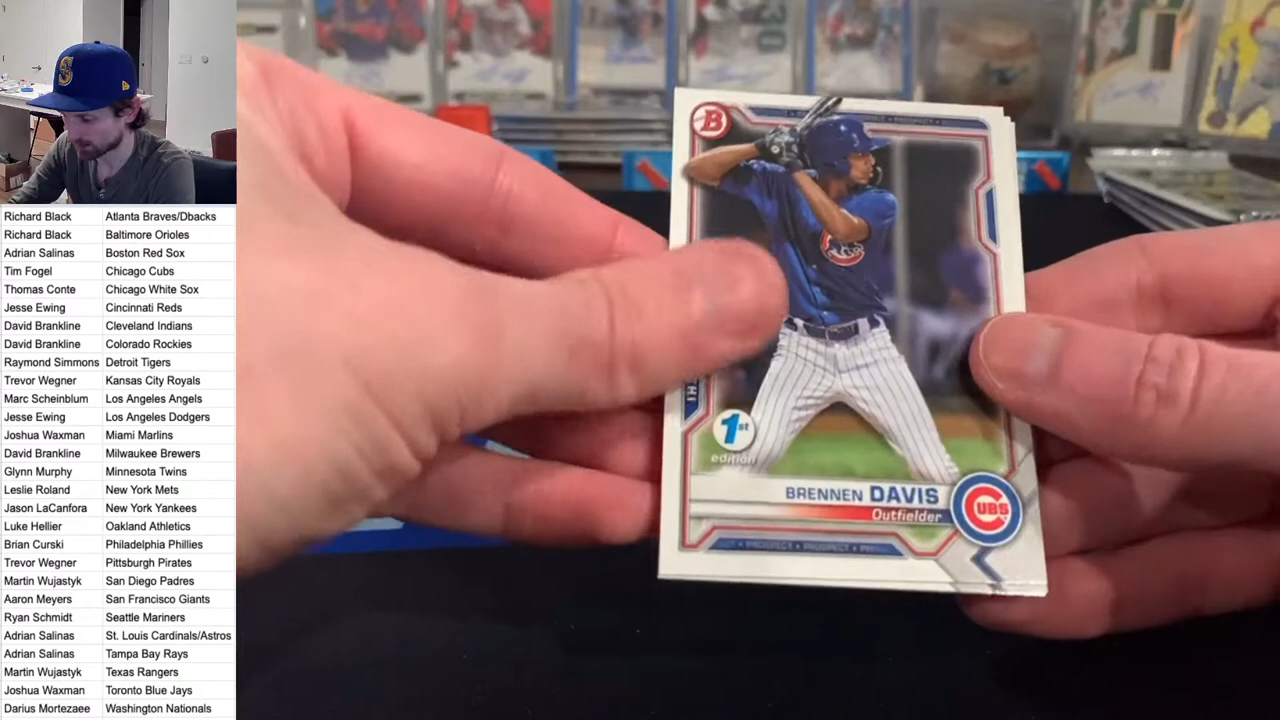 Richard Black Atlanta Braves/Dbacks
Richard Black Baltimore Orioles
Adrian Salinas Boston Red Sox
Tim Fogel Chicago Cubs
Thomas Conte Chicago White Sox
Jesse Ewing Cincinnati Reds
David Brankline Cleveland Indians
David Brankline Colorado Rockies
Raymond Simmons Detroit Tigers
Trevor Wegner Kansas City Royals
Marc Scheinblum Los Angeles Angels
Jesse Ewing Los Angeles Dodgers
Joshua Waxman Miami Marlins
David Brankline Milwaukee Brewers
Glynn Murphy Minnesota Twins
Leslie Roland New York Mets
Jason LaCanfora New York Yankees
Luke Hellier Oakland Athletics
Brian Curski Philadelphia Phillies
Trevor Wegner Pittsburgh Pirates
Martin Wujastyk San Diego Padres
Aaron Meyers San Francisco Giants
Ryan Schmidt Seattle Mariners
Adrian Salinas St. Louis Cardinals/Astros
Adrian Salinas Tampa Bay Rays
Martin Wujastyk Texas Rangers
Joshua Waxman Toronto Blue Jays
Darius Mortezaee Washington Nationals
B
1st
edition
BRENNEN DAVIS
Outfielder
CUBS
PROSPECT • PROSPECT
30